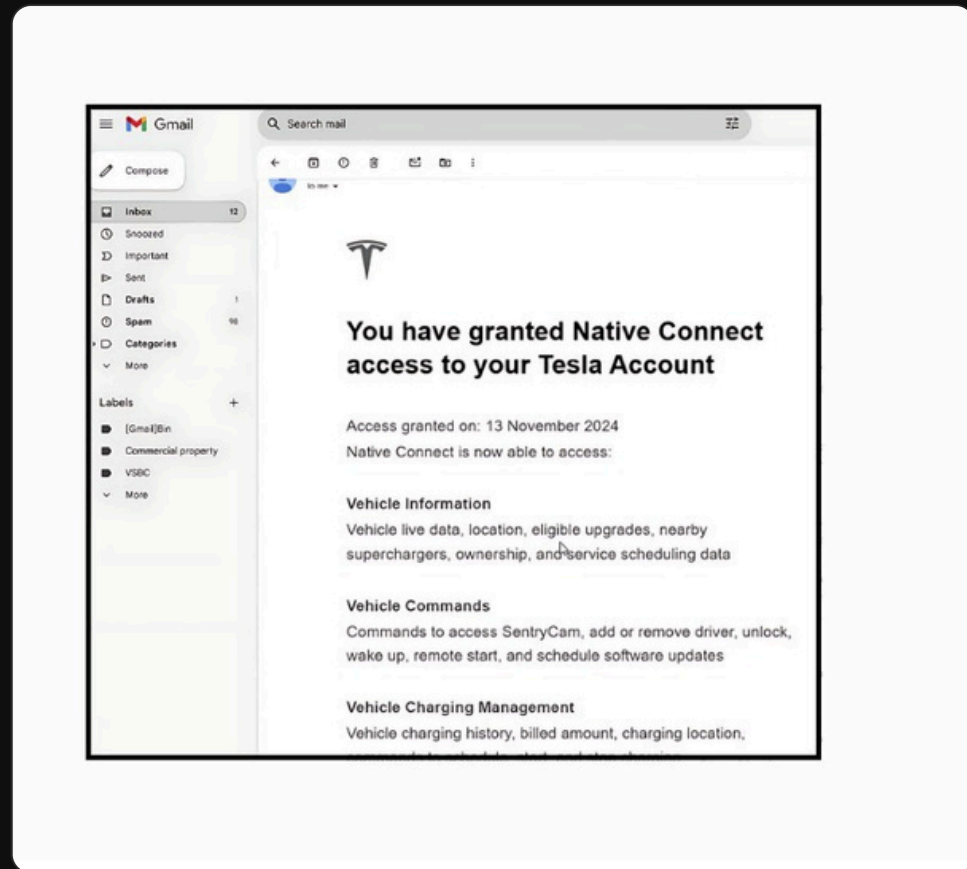 Gmail
Search mail
Compose
to me
Inbox 12
Snoozed
Important
Sent
Drafts 1
Spam 98
Categories
More
Labels +
[Gmail]Bin
Commercial property
VSBC
More
You have granted Native Connect
access to your Tesla Account
Access granted on: 13 November 2024
Native Connect is now able to access:
Vehicle Information
Vehicle live data, location, eligible upgrades, nearby
superchargers, ownership, and service scheduling data
Vehicle Commands
Commands to access SentryCam, add or remove driver, unlock,
wake up, remote start, and schedule software updates
Vehicle Charging Management
Vehicle charging history, billed amount, charging location,